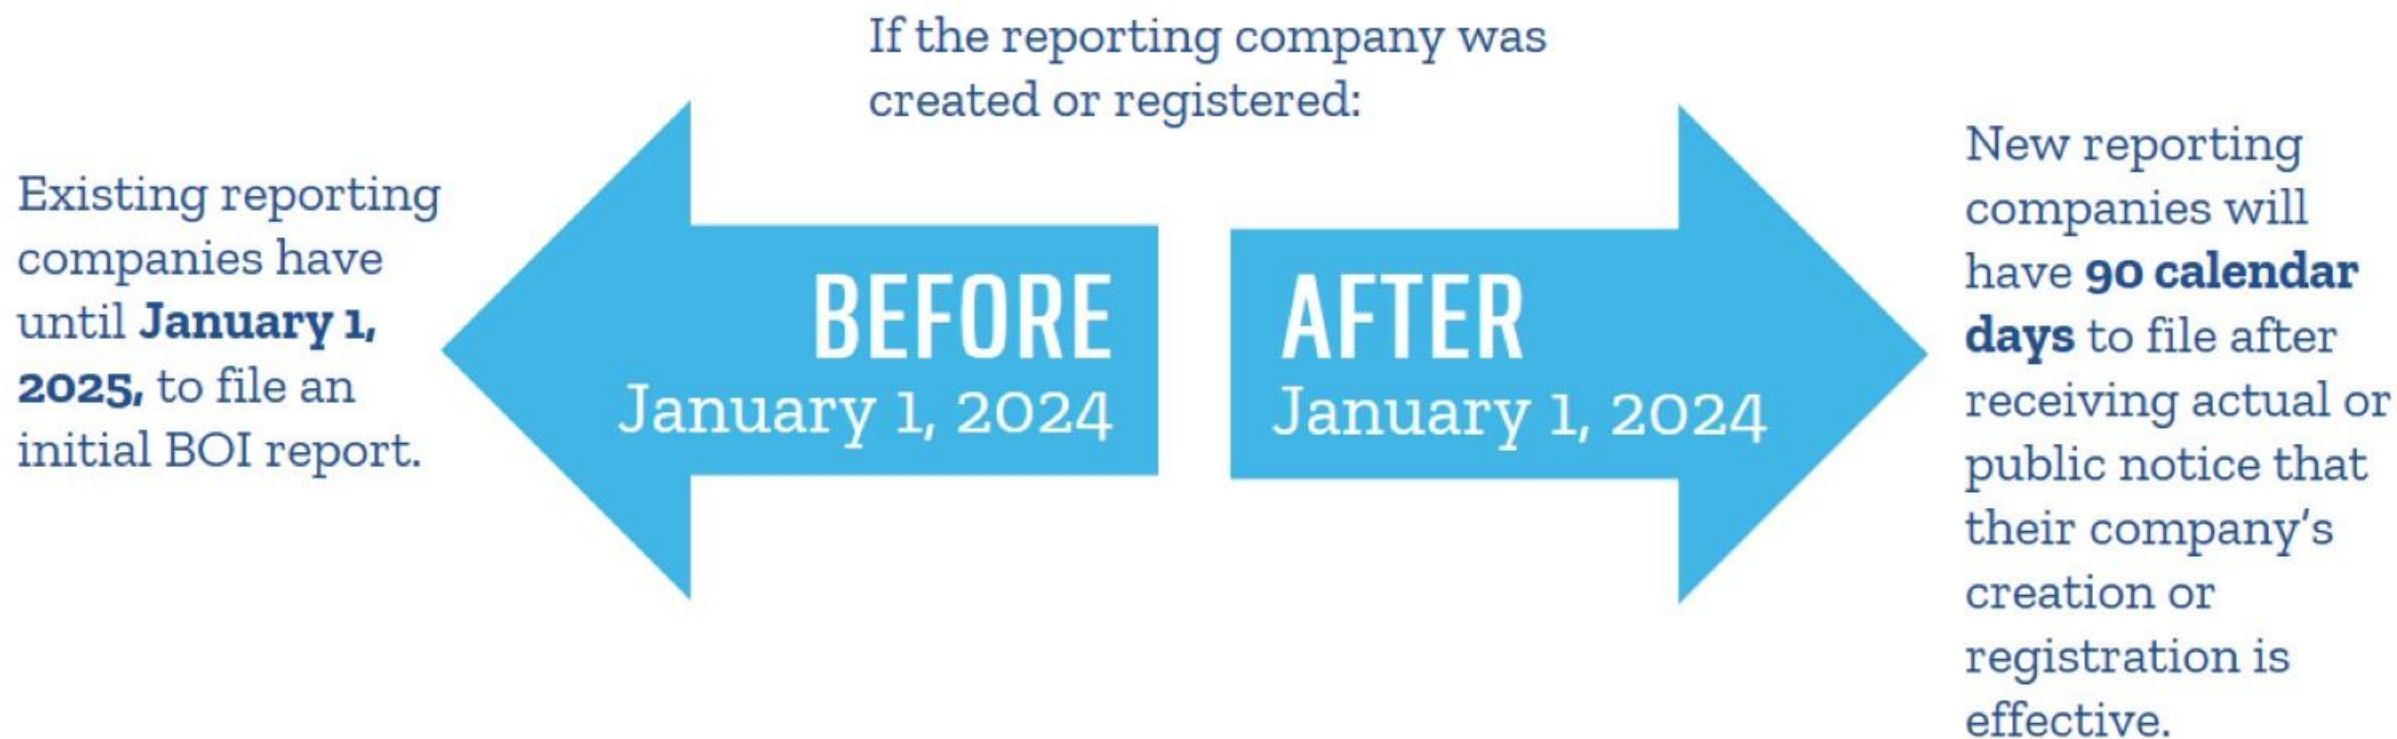 If the reporting company was
created or registered:
Existing reporting
companies have
until January 1,
2025, to file an
initial BOI report.
BEFORE
January 1, 2024
AFTER
January 1, 2024
New reporting
companies will
have 90 calendar
days to file after
receiving actual or
public notice that
their company's
creation or
registration is
effective.